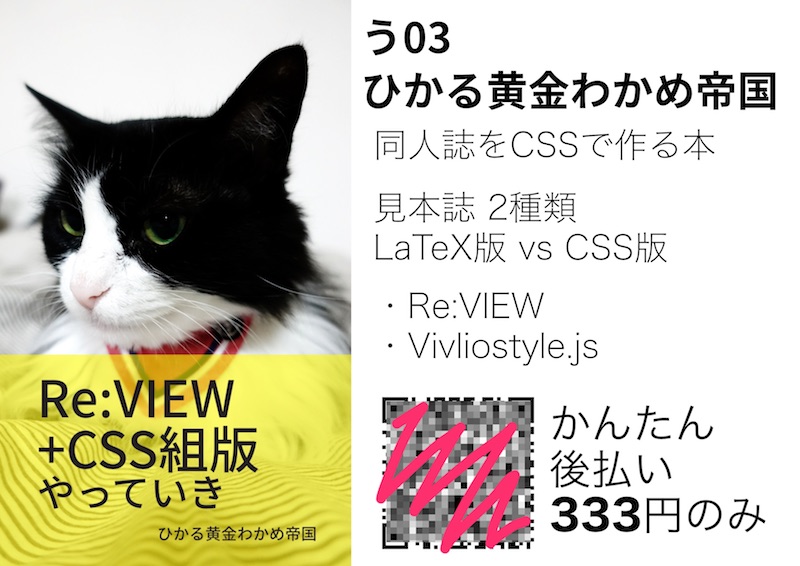 Re:VIEW
+CSS組版
やっていき
ひかる黄金わかめ帝国
う03
ひかる黄金わかめ帝国
同人誌をCSSで作る本
見本誌 2種類
LaTeX版 vs CSS版
・Re:VIEW
・Vivliostyle.js
かんたん
後払い
333円のみ